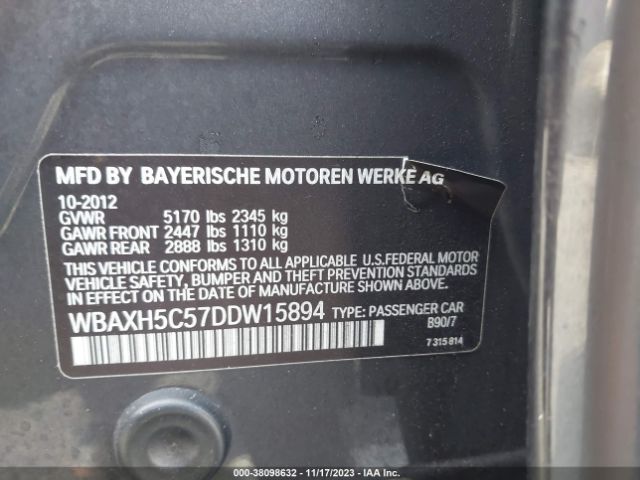 MFD BY BAYERISCHE MOTOREN WERKE AG
10-2012
GVWR 5170 lbs 2345 kg
GAWR FRONT 2447 lbs 1110 kg
GAWR REAR 2888 lbs 1310 kg
THIS VEHICLE CONFORMS TO ALL APPLICABLE U.S.FEDERAL MOTOR
VEHICLE SAFETY, BUMPER AND THEFT PREVENTION STANDARDS
IN EFFECT ON THE DATE OF MANUFACTURE SHOWN ABOVE.
WBAXH5C57DDW15894 TYPE: PASSENGER CAR
B90/7
7 315 814
000-38098632 - 11/17/2023 - IAA Inc.